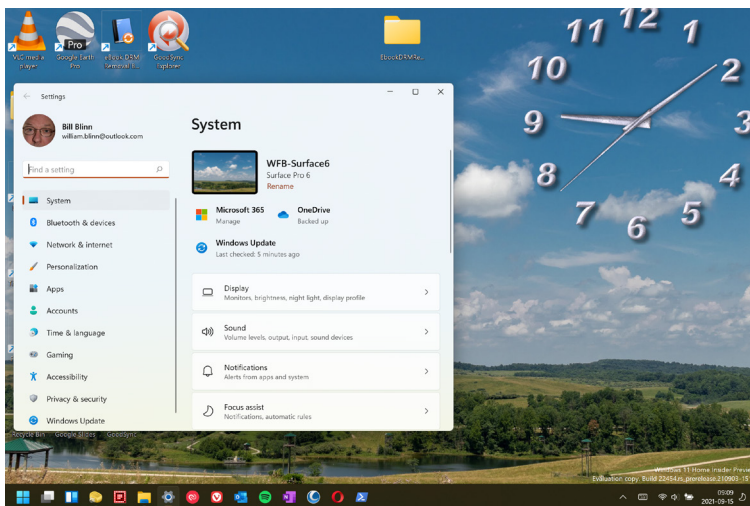 VLC media
player
Google Earth
Pro
Pro
eBook DRM
GoodSync
Explorer
EbookDRMRe...
12
1
2
3
4
5
6
7
8
9
10
11
Settings
Bill Blinn
william.blinn@outlook.com
Find a setting
System
Bluetooth & devices
Network & internet
Personalization
Apps
Accounts
Time & language
Gaming
Accessibility
Privacy & security
Windows Update
System
WFB-Surface6
Surface Pro 6
Rename
Microsoft 365
Manage
OneDrive
Backed up
Windows Update
Last checked: 5 minutes ago
Display
Monitors, brightness, night light, display profile
Sound
Volume levels, output, input, sound devices
Notifications
Alerts from apps and system
Focus assist
Notifications, automatic rules
Recycle Bin
Google Slides
GoodSync
Windows 11 Home Insider Previe
Evaluation copy. Build 22454.rs_prerelease.210903-15
09:09
2021-09-15